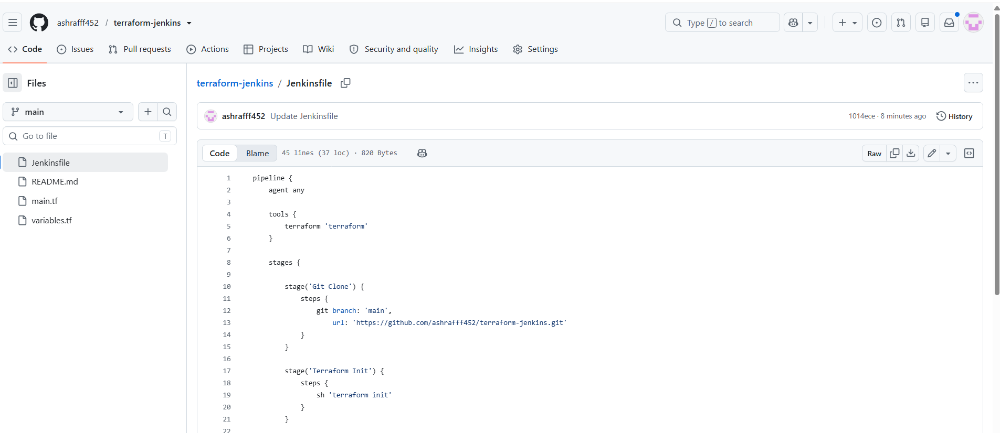 ashrafff452 / terraform-jenkins
Type / to search
Code Issues Pull requests Actions Projects Wiki Security and quality Insights Settings
Files
main
Go to file T
Jenkinsfile
README.md
main.tf
variables.tf
terraform-jenkins / Jenkinsfile
ashrafff452 Update Jenkinsfile 1014ece · 8 minutes ago History
Code Blame 45 lines (37 loc) · 820 Bytes Raw
1 pipeline {
2     agent any
3
4     tools {
5         terraform 'terraform'
6     }
7
8     stages {
9
10         stage('Git Clone') {
11             steps {
12                 git branch: 'main',
13                     url: 'https://github.com/ashrafff452/terraform-jenkins.git'
14             }
15         }
16
17         stage('Terraform Init') {
18             steps {
19                 sh 'terraform init'
20             }
21         }
22